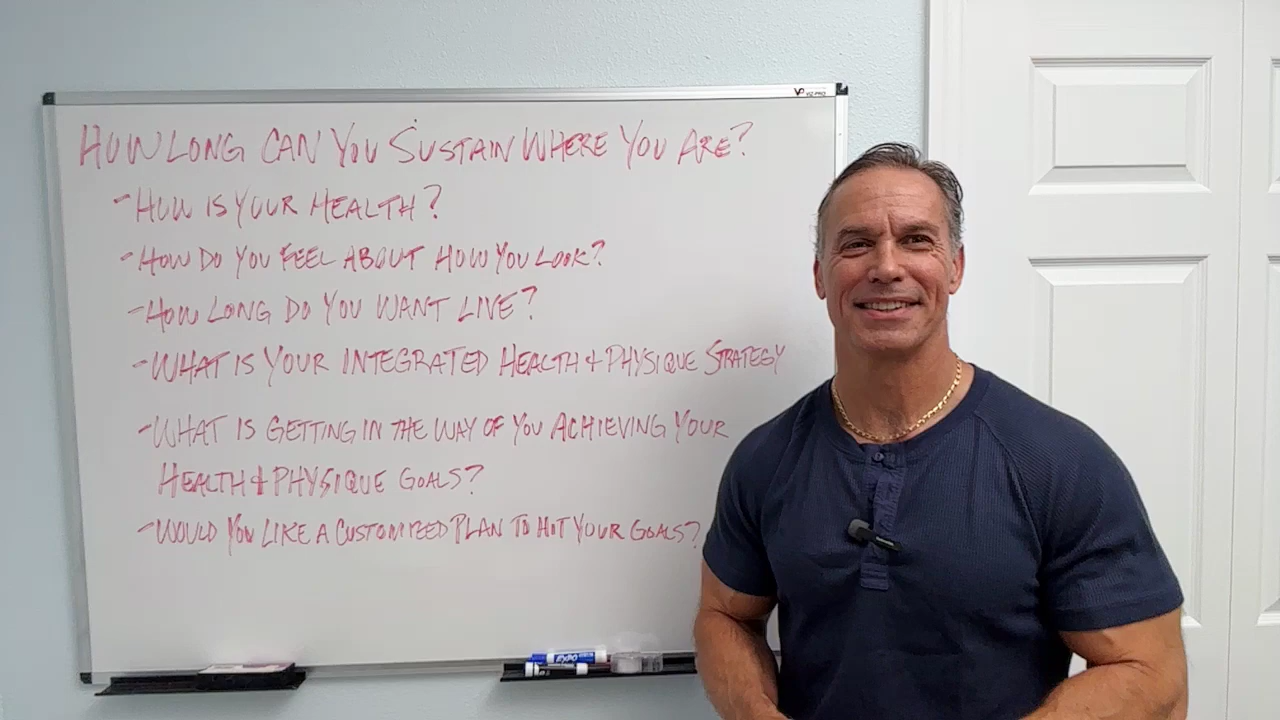 VIZ-PRO
HOW LONG CAN YOU SUSTAIN WHERE YOU ARE?
- HOW IS YOUR HEALTH?
- HOW DO YOU FEEL ABOUT HOW YOU LOOK?
- HOW LONG DO YOU WANT LIVE?
- WHAT IS YOUR INTEGRATED HEALTH & PHYSIQUE STRATEGY
- WHAT IS GETTING IN THE WAY OF YOU ACHIEVING YOUR
HEALTH & PHYSIQUE GOALS?
- WOULD YOU LIKE A CUSTOMIZED PLAN TO HIT YOUR GOALS?
EXPO